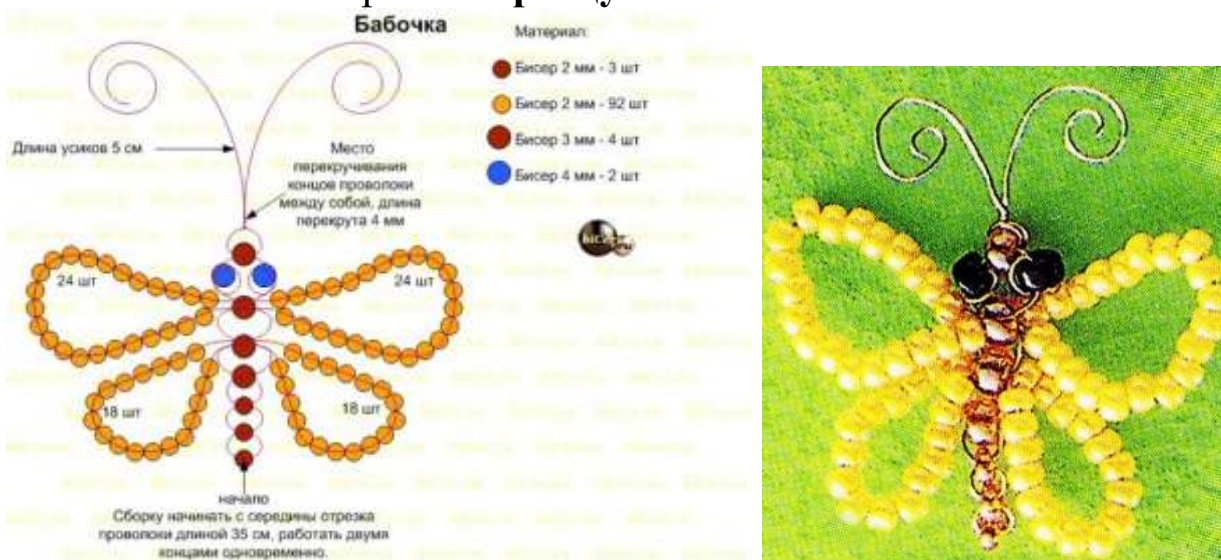 Бабочка
Материал:
Бисер 2 мм - 3 шт
Бисер 2 мм - 92 шт
Бисер 3 мм - 4 шт
Бисер 4 мм - 2 шт
Длина усиков 5 см
Место
перекручивания
концов проволоки
между собой, длина
перекрута 4 мм
24 шт
24 шт
18 шт
18 шт
начало
Сборку начинать с середины отрезка
проволоки длиной 35 см, работать двумя
концами одновременно.